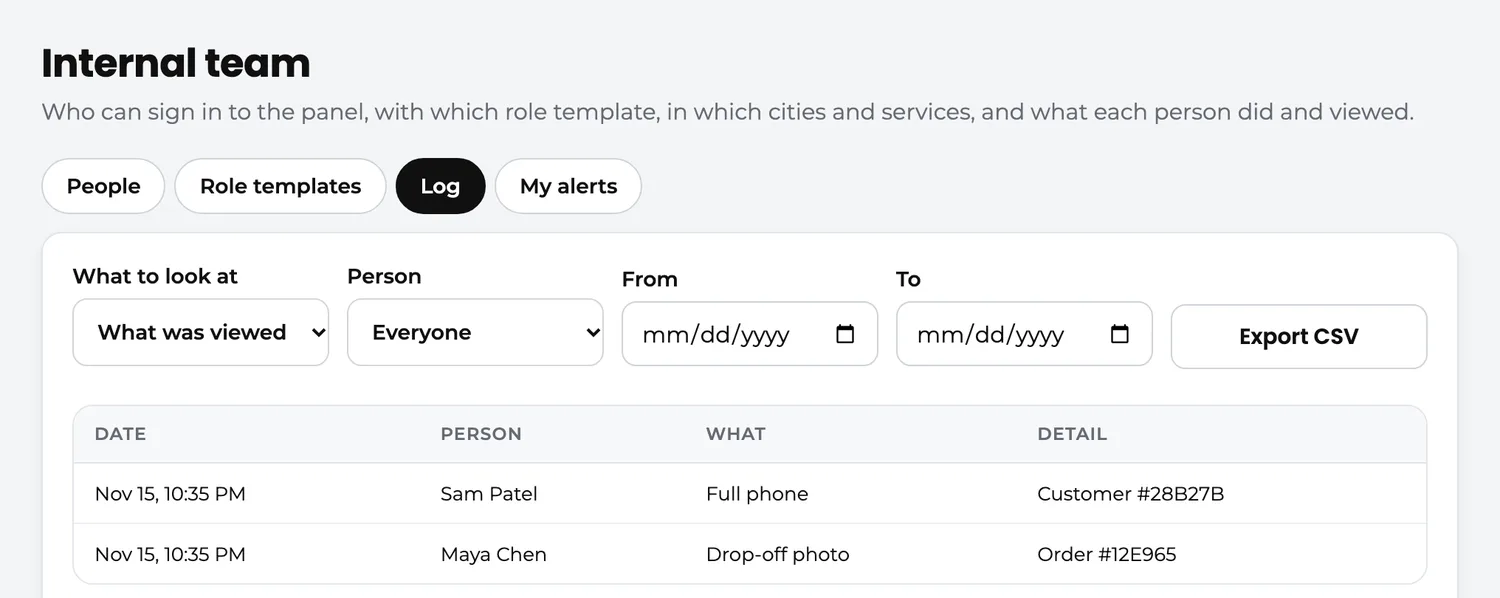 Internal team
Who can sign in to the panel, with which role template, in which cities and services, and what each person did and viewed.
People Role templates Log My alerts
What to look at Person From To
What was viewed Everyone mm/dd/yyyy mm/dd/yyyy Export CSV
DATE PERSON WHAT DETAIL
Nov 15, 10:35 PM Sam Patel Full phone Customer #28B27B
Nov 15, 10:35 PM Maya Chen Drop-off photo Order #12E965